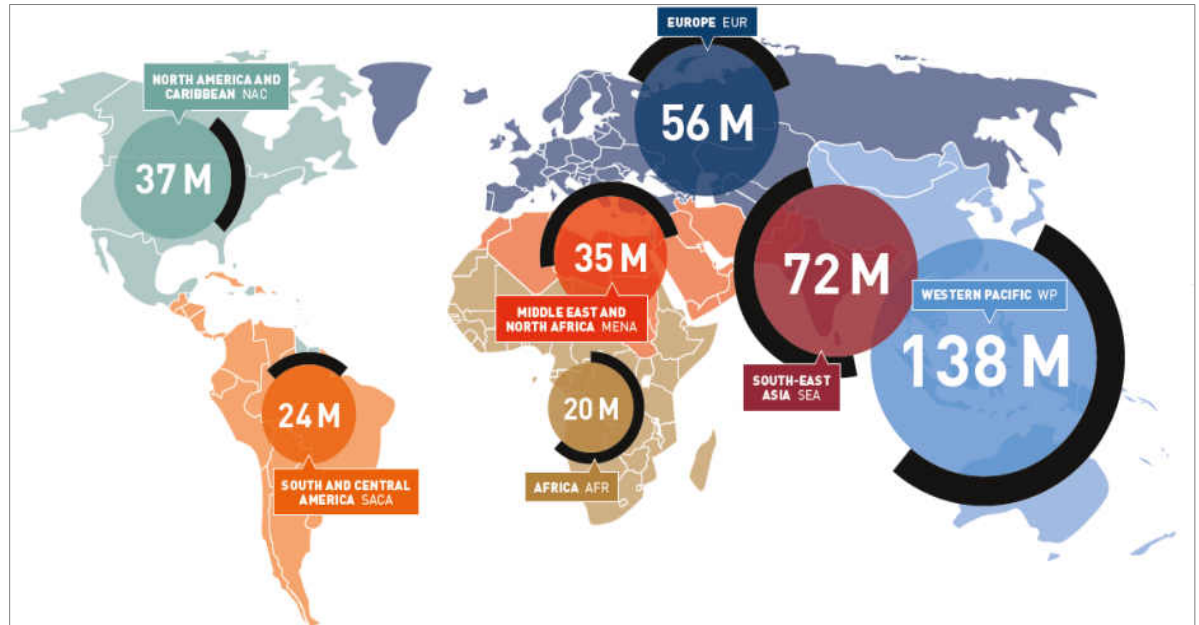 EUROPE EUR
NORTH AMERICA AND
CARIBBEAN NAC
56 M
37 M
35 M
72 M
WESTERN PACIFIC WP
MIDDLE EAST AND
NORTH AFRICA MENA
138 M
SOUTH-EAST
ASIA SEA
24 M
20 M
SOUTH AND CENTRAL
AMERICA SACA
AFRICA AFR